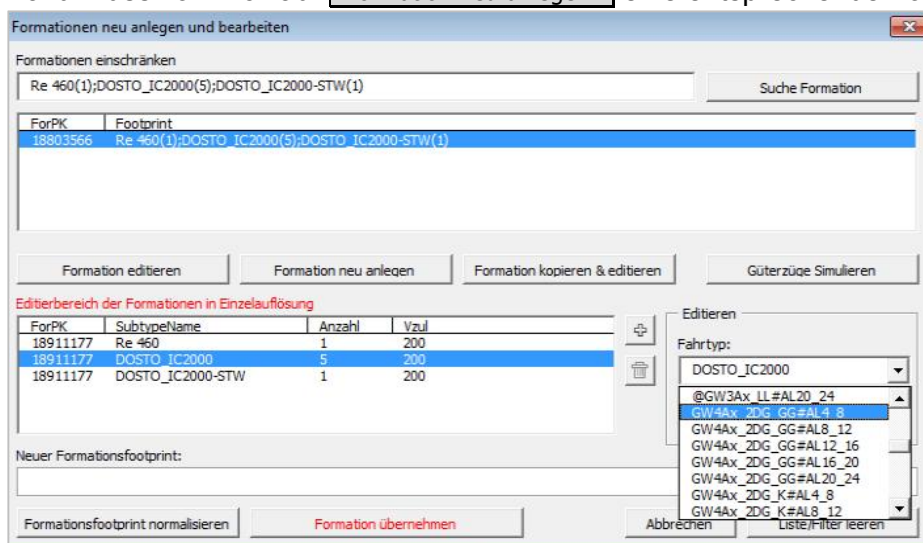 Formationen neu anlegen und bearbeiten
Formationen einschränken
Re 460(1);DOSTO_IC2000(5);DOSTO_IC2000-STW(1)
Suche Formation
ForPK Footprint
18803566 Re 460(1);DOSTO_IC2000(5);DOSTO_IC2000-STW(1)
Formation editieren Formation neu anlegen Formation kopieren & editieren Güterzüge Simulieren
Editierbereich der Formationen in Einzelauflösung
ForPK SubtypeName Anzahl Vzul
18911177 Re 460 1 200
18911177 DOSTO_IC2000 5 200
18911177 DOSTO_IC2000-STW 1 200
Editieren
Fahrtyp:
DOSTO_IC2000
@GW3Ax_LL#AL20_24
GW4Ax_2DG_GG#AL4_8
GW4Ax_2DG_GG#AL8_12
GW4Ax_2DG_GG#AL12_16
GW4Ax_2DG_GG#AL16_20
GW4Ax_2DG_GG#AL20_24
GW4Ax_2DG_K#AL4_8
GW4Ax_2DG_K#AL8_12
Neuer Formationsfootprint:
Formationsfootprint normalisieren Formation übernehmen Abbrechen Liste/Filter leeren